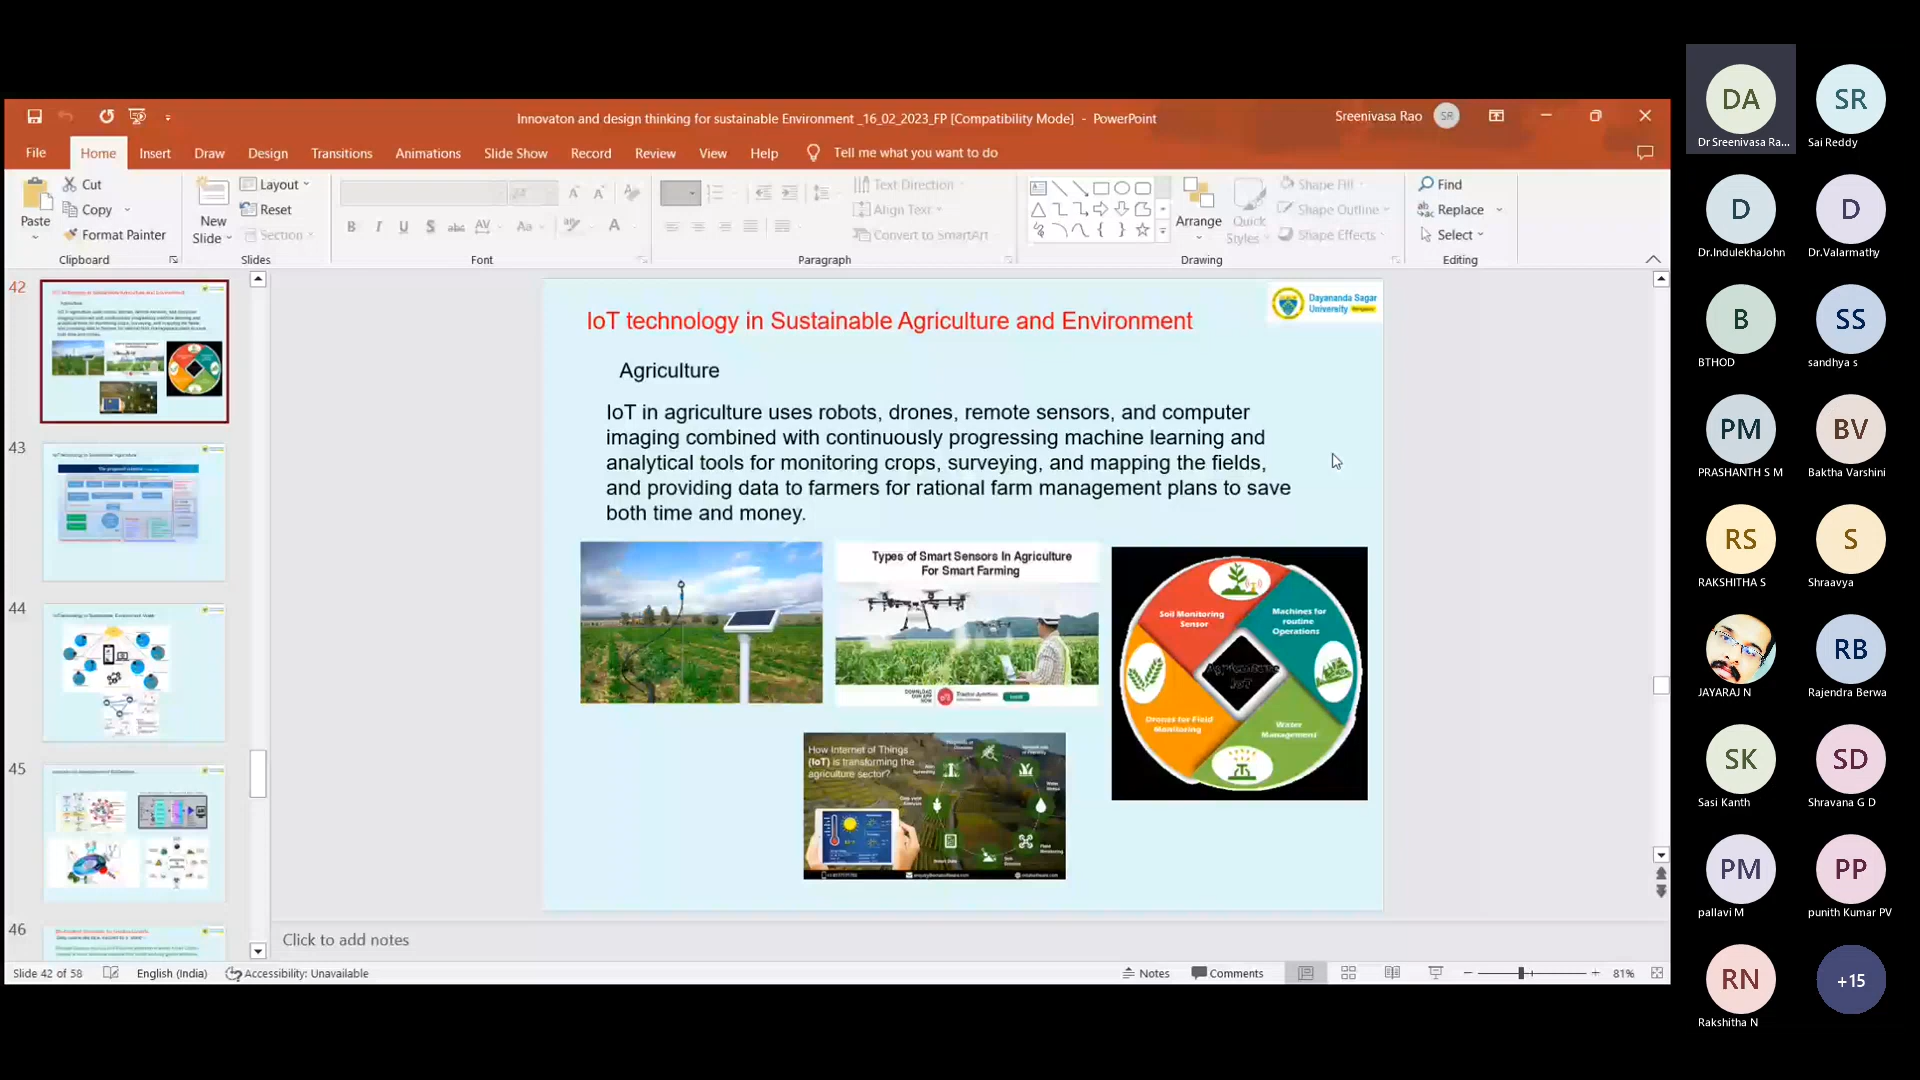 Innovaton and design thinking for sustainable Environment _16_02_2023_FP [Compatibility Mode] - PowerPoint
Sreenivasa Rao
SR
File Home Insert Draw Design Transitions Animations Slide Show Record Review View Help Tell me what you want to do
Paste
Cut
Copy
Format Painter
Clipboard
New
Slide
Layout
Reset
Section
Slides
Font
Text Direction
Align Text
Convert to SmartArt
Paragraph
Arrange
Quick
Styles
Shape Fill
Shape Outline
Shape Effects
Drawing
Find
Replace
Select
Editing
42
43
44
45
46
IoT technology in Sustainable Agriculture and Environment
Dayananda Sagar
University
Agriculture
IoT in agriculture uses robots, drones, remote sensors, and computer
imaging combined with continuously progressing machine learning and
analytical tools for monitoring crops, surveying, and mapping the fields,
and providing data to farmers for rational farm management plans to save
both time and money.
Types of Smart Sensors In Agriculture
For Smart Farming
DOWNLOAD
OUR APP
NOW
Tractor Junction
Soil Monitoring
Sensor
Machines for
routine
Operations
Agriculture
IoT
Drones for Field
Monitoring
Water
Management
How Internet of Things
(IoT) is transforming the
agriculture sector?
Click to add notes
Slide 42 of 58 English (India) Accessibility: Unavailable Notes Comments 81%
DA
Dr Sreenivasa Ra...
SR
Sai Reddy
D
Dr.IndulekhaJohn
D
Dr.Valarmathy
B
BTHOD
SS
sandhya s
PM
PRASHANTH S M
BV
Baktha Varshini
RS
RAKSHITHA S
S
Shraavya
JAYARAJ N
RB
Rajendra Berwa
SK
Sasi Kanth
SD
Shravana G D
PM
pallavi M
PP
punith Kumar PV
RN
Rakshitha N
+15